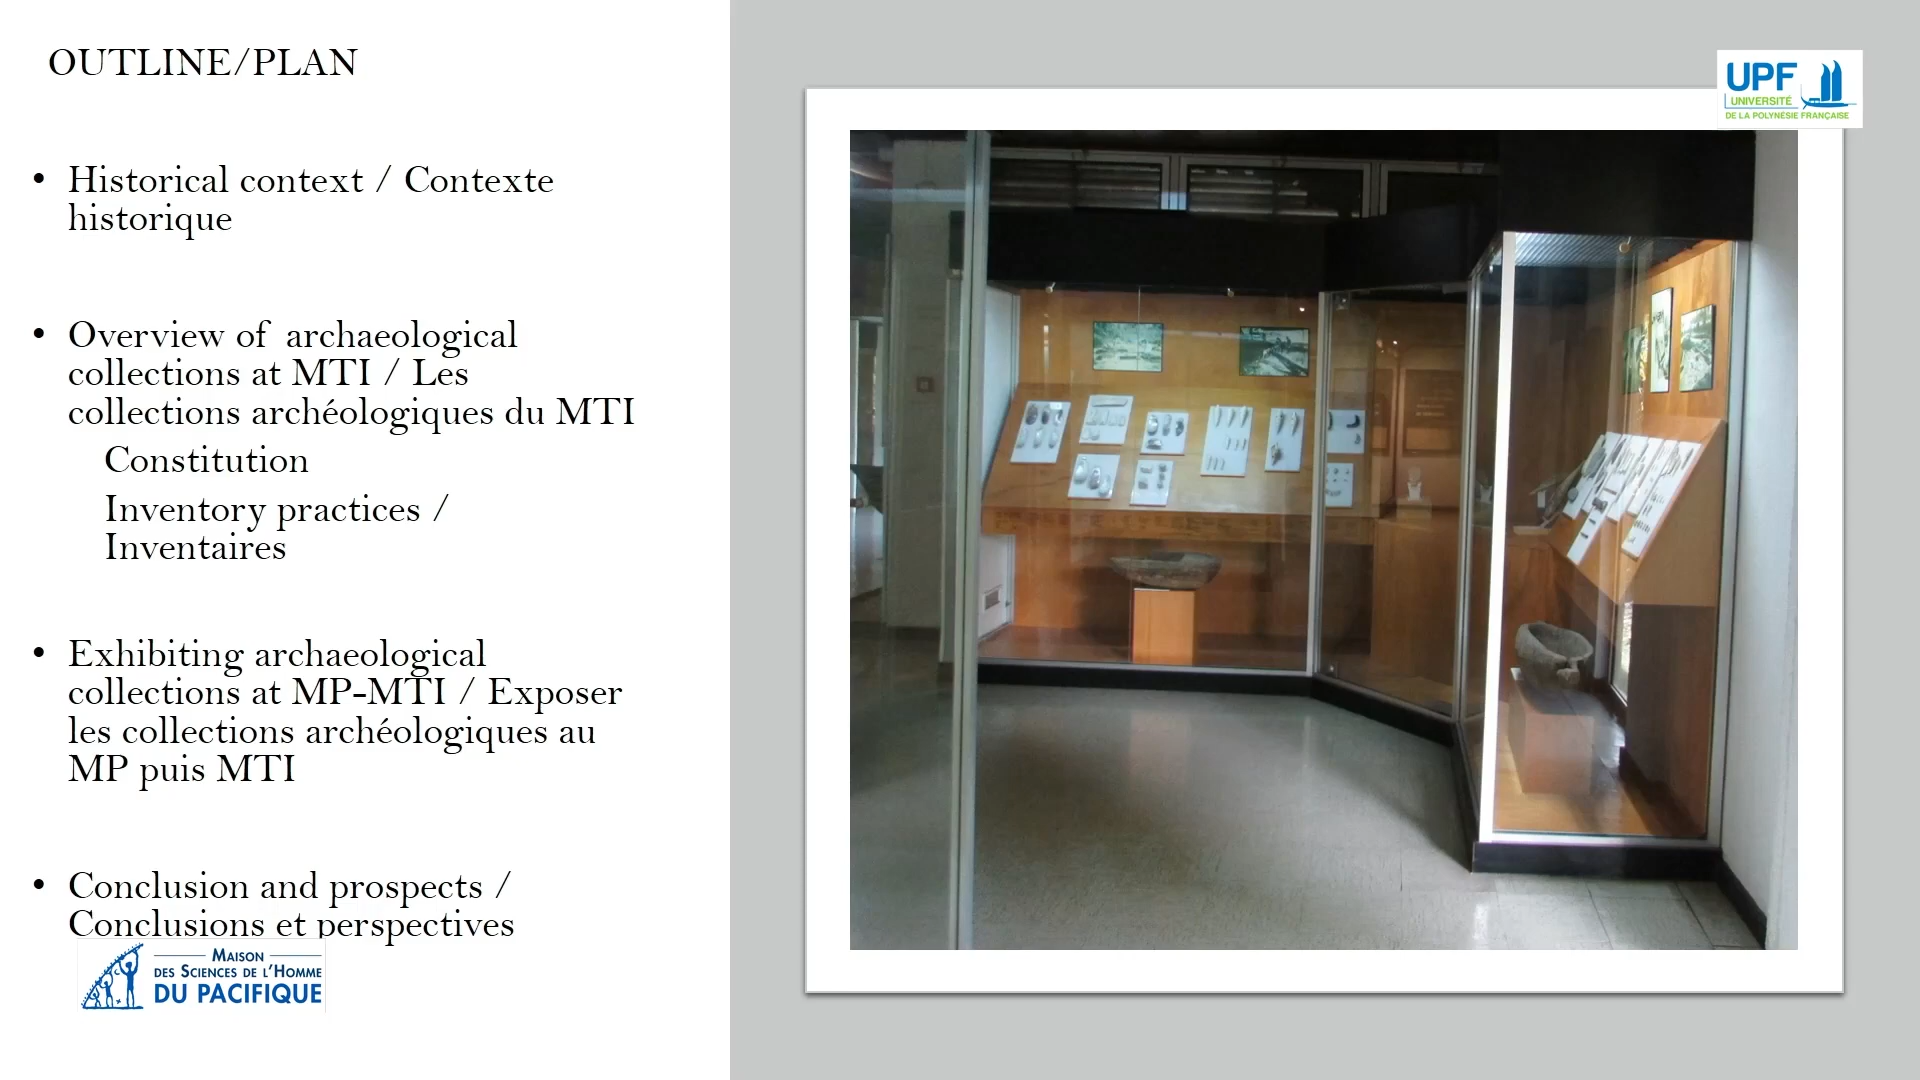 OUTLINE/PLAN
• Historical context / Contexte
historique
• Overview of archaeological
collections at MTI / Les
collections archéologiques du MTI
Constitution
Inventory practices /
Inventaires
• Exhibiting archaeological
collections at MP-MTI / Exposer
les collections archéologiques au
MP puis MTI
• Conclusion and prospects /
Conclusions et perspectives
MAISON
DES SCIENCES DE L'HOMME
DU PACIFIQUE
UPF
UNIVERSITÉ
DE LA POLYNÉSIE FRANÇAISE